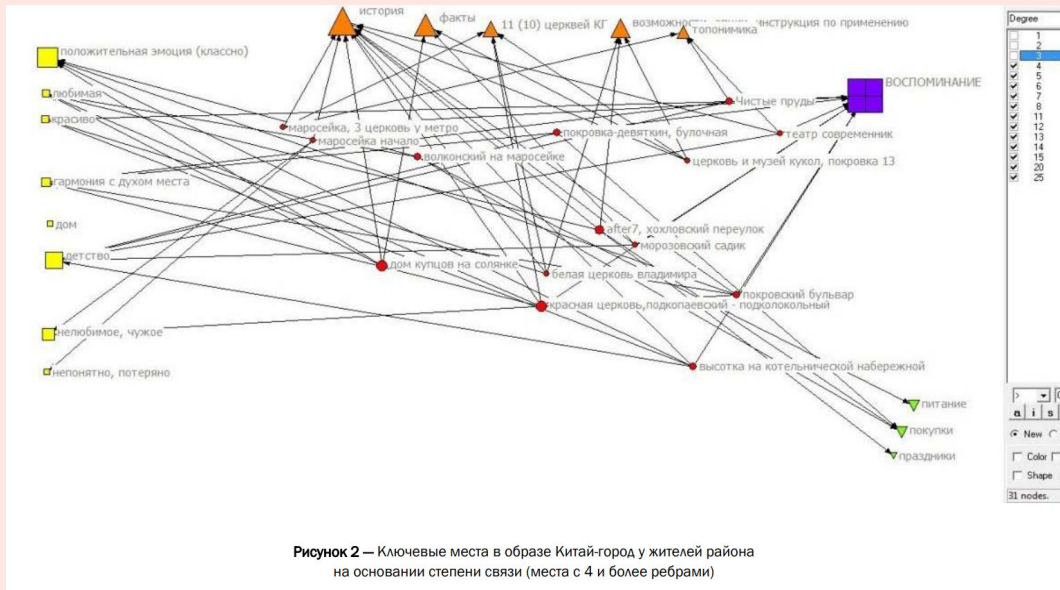 история
факты
11 (10) церквей КГ
возможности
инструкция по применению
топонимика
положительная эмоция (классно)
ВОСПОМИНАНИЕ
любимая
Чистые пруды
красиво
маросейка, 3 церковь у метро
покровка-девяткин, булочная
театр современник
маросейка начало
волконский на маросейке
церковь и музей кукол, покровка 13
гармония с духом места
дом
after7, хохловский переулок
морозовский садик
детство
дом купцов на солянке
белая церковь владимира
покровский бульвар
красная церковь,подкопаевский - подколокольный
нелюбимое, чужое
высотка на котельнической набережной
непонятно, потеряно
питание
покупки
праздники
Degree
1
2
3
4
5
6
7
8
11
12
13
14
15
20
25
>
a i s
New
Color
Shape
31 nodes.
Рисунок 2 — Ключевые места в образе Китай-город у жителей района
на основании степени связи (места с 4 и более ребрами)